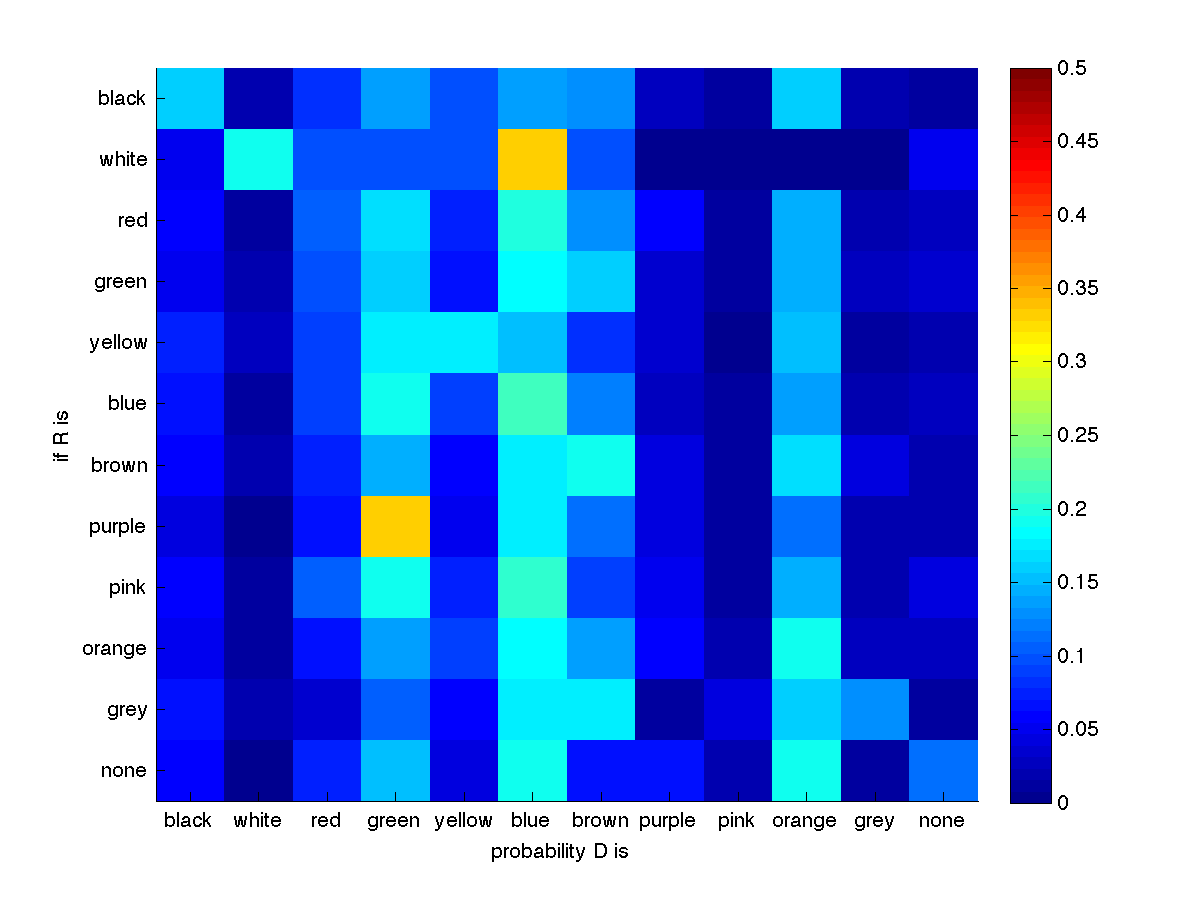 0.5
black
0.45
white
0.4
red
0.35
green
0.3
yellow
0.25
blue
if R is
brown
0.2
purple
0.15
pink
0.1
orange
0.05
grey
none
0
black white red green yellow blue brown purple pink orange grey none
probability D is